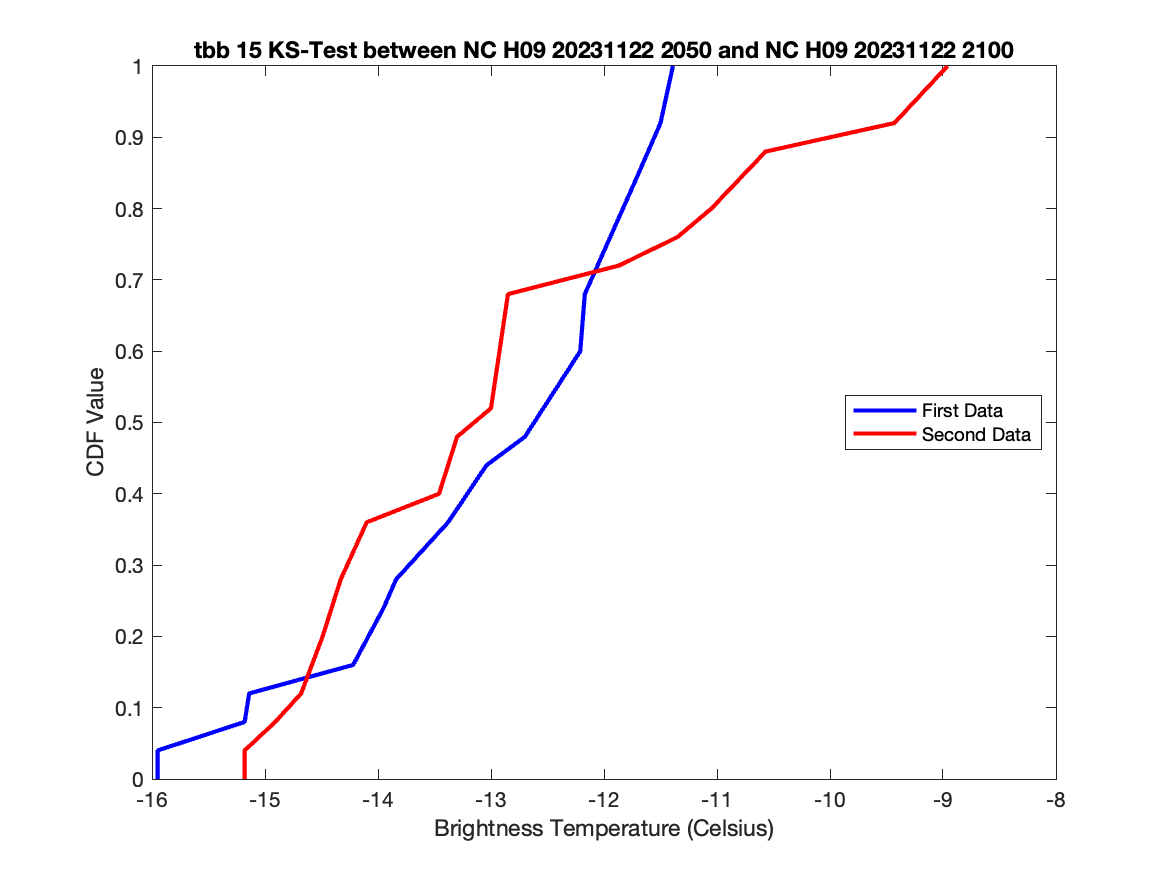 tbb 15 KS-Test between NC H09 20231122 2050 and NC H09 20231122 2100
1
0.9
0.8
0.7
0.6
0.5
0.4
0.3
0.2
0.1
0
CDF Value
First Data
Second Data
-16 -15 -14 -13 -12 -11 -10 -9 -8
Brightness Temperature (Celsius)